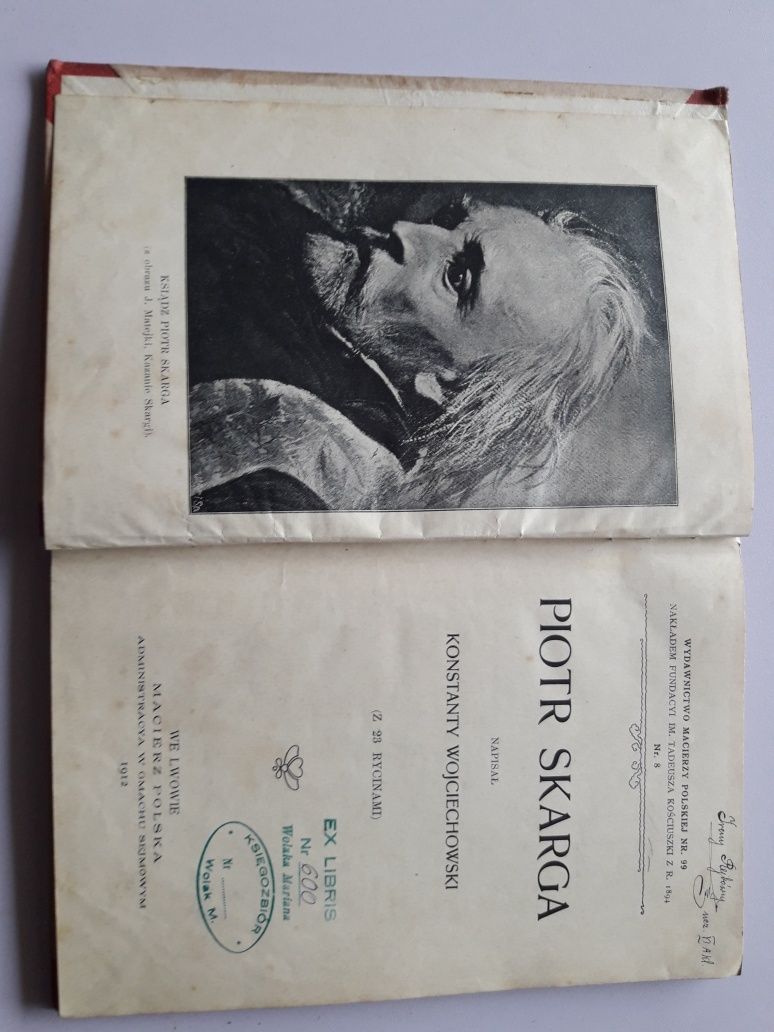 KSIĄDZ PIOTR SKARGA
(z obrazu J. Matejki, Kazanie Skargi).
WYDAWNICTWO MACIERZY POLSKIEJ NR. 99
NAKŁADEM FUNDACYI IM. TADEUSZA KOŚCIUSZKI Z R. 1894
Nr. 8
PIOTR SKARGA
NAPISAŁ
KONSTANTY WOJCIECHOWSKI
(Z 23 RYCINAMI)
EX LIBRIS
Nr 600
Wolaka Mariana
KSIĘGOZBIÓR
Nr
Wolak M.
WE LWOWIE
MACIERZ POLSKA
ADMINISTRACYA W GMACHU SEJMOWYM
1912